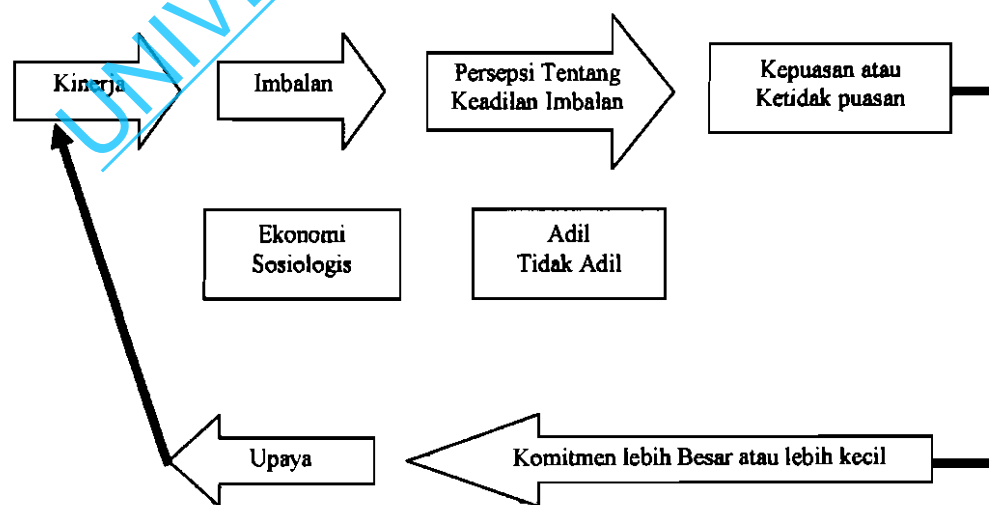 Kinerja
Imbalan
Persepsi Tentang
Keadilan Imbalan
Kepuasan atau
Ketidak puasan
Ekonomi
Sosiologis
Adil
Tidak Adil
Upaya
Komitmen lebih Besar atau lebih kecil